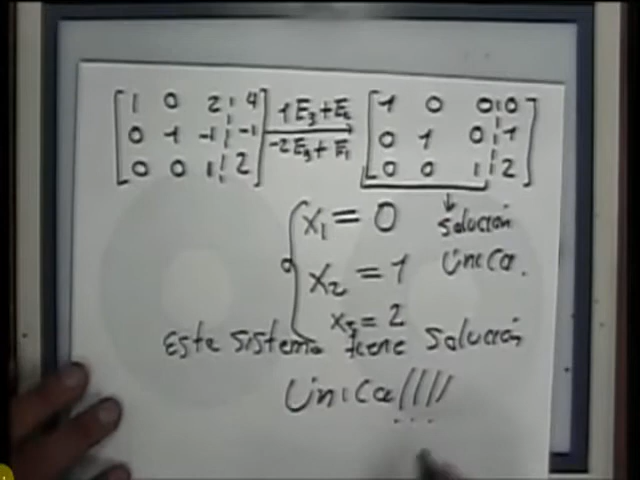 1 0 2 4 1E3+E2 1 0 0 0
0 1 -1 -1 -2E3+E1 0 1 0 1
0 0 1 2 0 0 1 2
x1 = 0 solución
x2 = 1 única.
x3 = 2
Este sistema tiene solución
Única!!!!